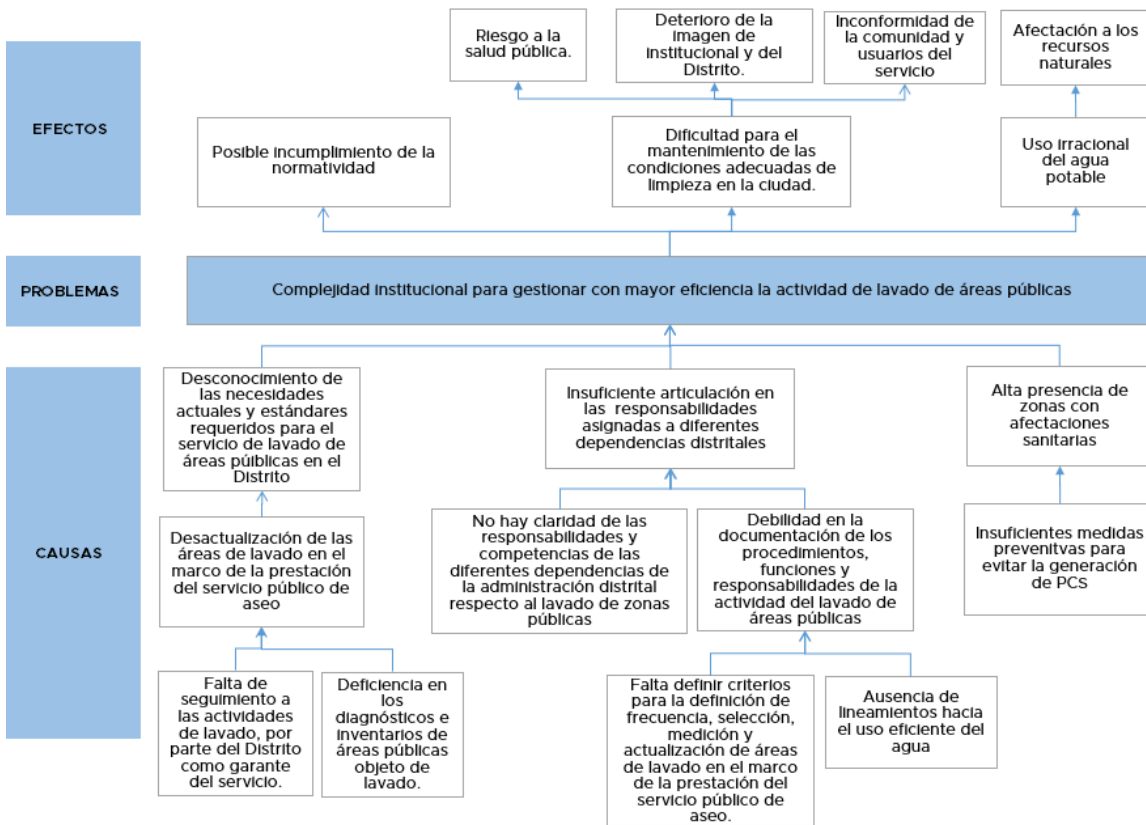 Riesgo a la
salud pública.
Deterioro de la
imagen de
institucional y del
Distrito.
Inconformidad de
la comunidad y
usuarios del
servicio
Afectación a los
recursos
naturales
EFECTOS
Posible incumplimiento de la
normatividad
Dificultad para el
mantenimiento de las
condiciones adecuadas de
limpieza en la ciudad.
Uso irracional
del agua
potable
PROBLEMAS
Complejidad institucional para gestionar con mayor eficiencia la actividad de lavado de áreas públicas
CAUSAS
Desconocimiento de
las necesidades
actuales y estándares
requeridos para el
servicio de lavado de
áreas púiblicas en el
Distrito
Insuficiente articulación en
las responsabilidades
asignadas a diferentes
dependencias distritales
Alta presencia de
zonas con
afectaciones
sanitarias
Desactualización de las
áreas de lavado en el
marco de la prestación
del servicio público de
aseo
No hay claridad de las
responsabilidades y
competencias de las
diferentes dependencias de
la administración distrital
respecto al lavado de zonas
públicas
Debilidad en la
documentación de los
procedimientos,
funciones y
responsabilidades de la
actividad del lavado de
áreas públicas
Insuficientes medidas
prevenitvas para
evitar la generación
de PCS
Falta de
seguimiento a
las actividades
de lavado, por
parte del Distrito
como garante
del servicio.
Deficiencia en
los
diagnósticos e
inventarios de
áreas públicas
objeto de
lavado.
Falta definir criterios
para la definición de
frecuencia, selección,
medición y
actualización de áreas
de lavado en el marco
de la prestación del
servicio público de
aseo.
Ausencia de
lineamientos hacia
el uso eficiente del
agua